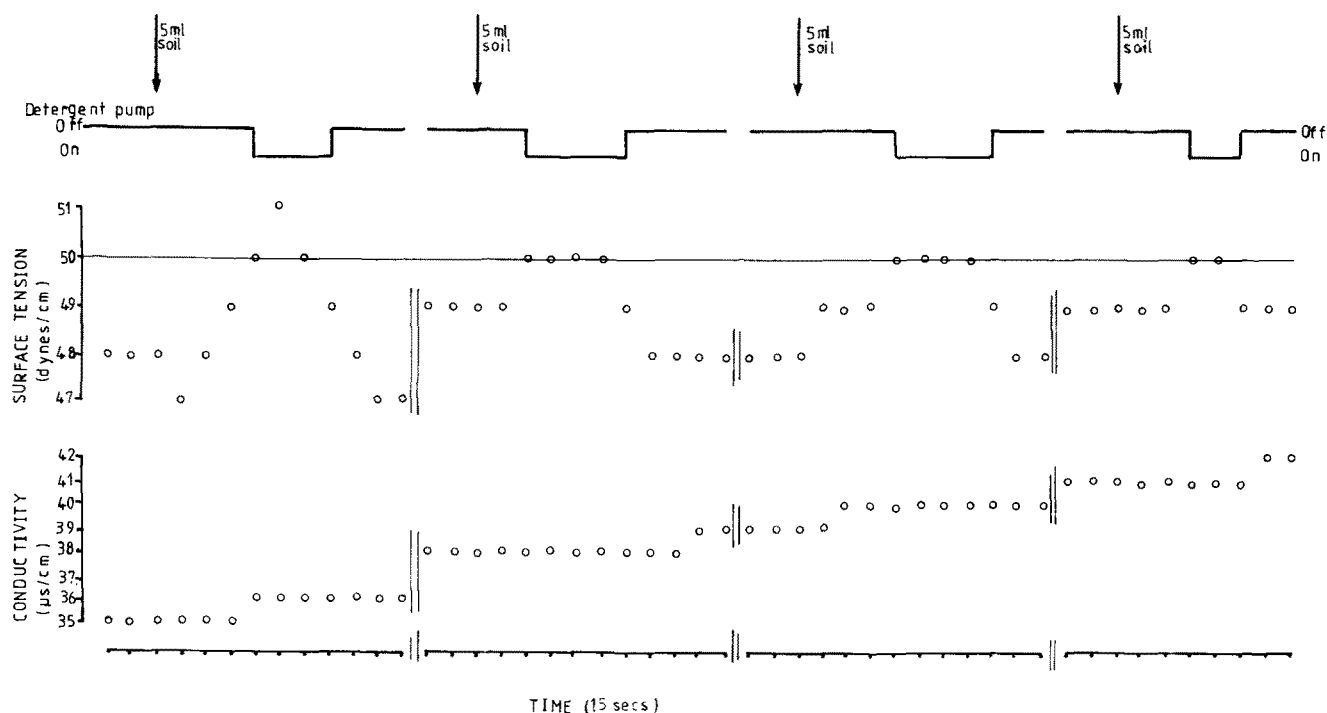 5ml
soil
5ml
soil
5ml
soil
5ml
soil
Detergent pump
Off
On
Off
On
SURFACE TENSION
(dynes/cm)
51
50
49
48
47
CONDUCTIVITY
(µs/cm)
42
41
40
39
38
37
36
35
TIME (15 secs)